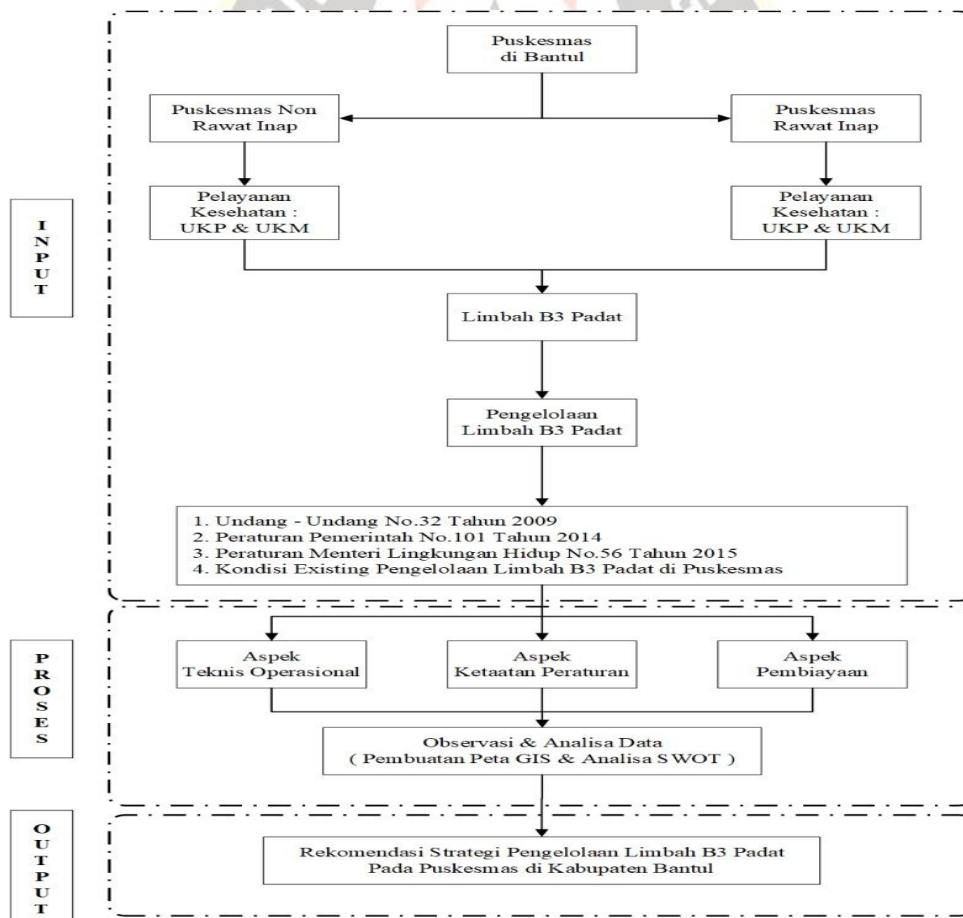 Puskesmas
di Bantul
Puskesmas Non
Rawat Inap
Puskesmas
Rawat Inap
Pelayanan
Kesehatan :
UKP & UKM
Pelayanan
Kesehatan :
UKP & UKM
INPUT
Limbah B3 Padat
Pengelolaan
Limbah B3 Padat
1. Undang - Undang No.32 Tahun 2009
2. Peraturan Pemerintah No.101 Tahun 2014
3. Peraturan Menteri Lingkungan Hidup No.56 Tahun 2015
4. Kondisi Existing Pengelolaan Limbah B3 Padat di Puskesmas
PROSES
Aspek
Teknis Operasional
Aspek
Ketaatan Peraturan
Aspek
Pembiayaan
Observasi & Analisa Data
( Pembuatan Peta GIS & Analisa SWOT )
OUTPUT
Rekomendasi Strategi Pengelolaan Limbah B3 Padat
Pada Puskesmas di Kabupaten Bantul